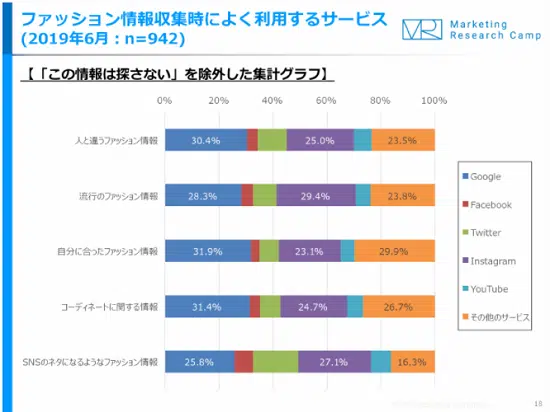 ファッション情報収集時によく利用するサービス
(2019年6月：n=942)
Marketing
Research Camp
【「この情報は探さない」を除外した集計グラフ】
0% 20% 40% 60% 80% 100%
人と違うファッション情報 30.4% 25.0% 23.5%
流行のファッション情報 28.3% 29.4% 23.8%
自分に合ったファッション情報 31.9% 23.1% 29.9%
コーディネートに関する情報 31.4% 24.7% 26.7%
SNSのネタになるようなファッション情報 25.8% 27.1% 16.3%
Google
Facebook
Twitter
Instagram
YouTube
その他のサービス
18